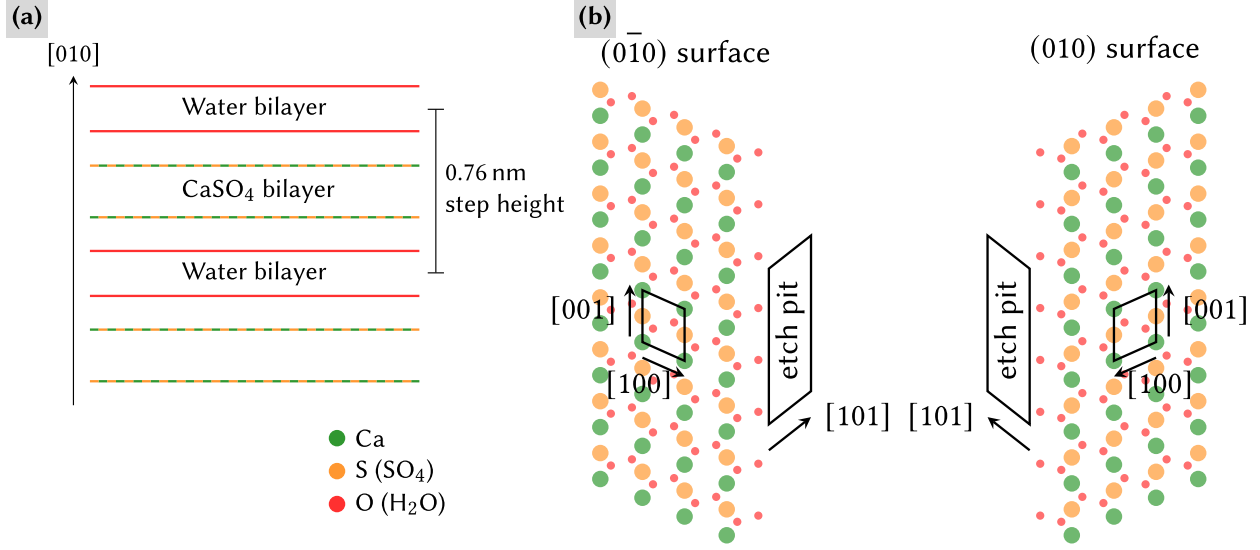 (a)
[010]
Water bilayer
CaSO₄ bilayer
Water bilayer
0.76 nm
step height
Ca
S (SO₄)
O (H₂O)
(b)
(01̅0) surface
(010) surface
[001]
[100]
etch pit
[101]
[101]
etch pit
[001]
[100]